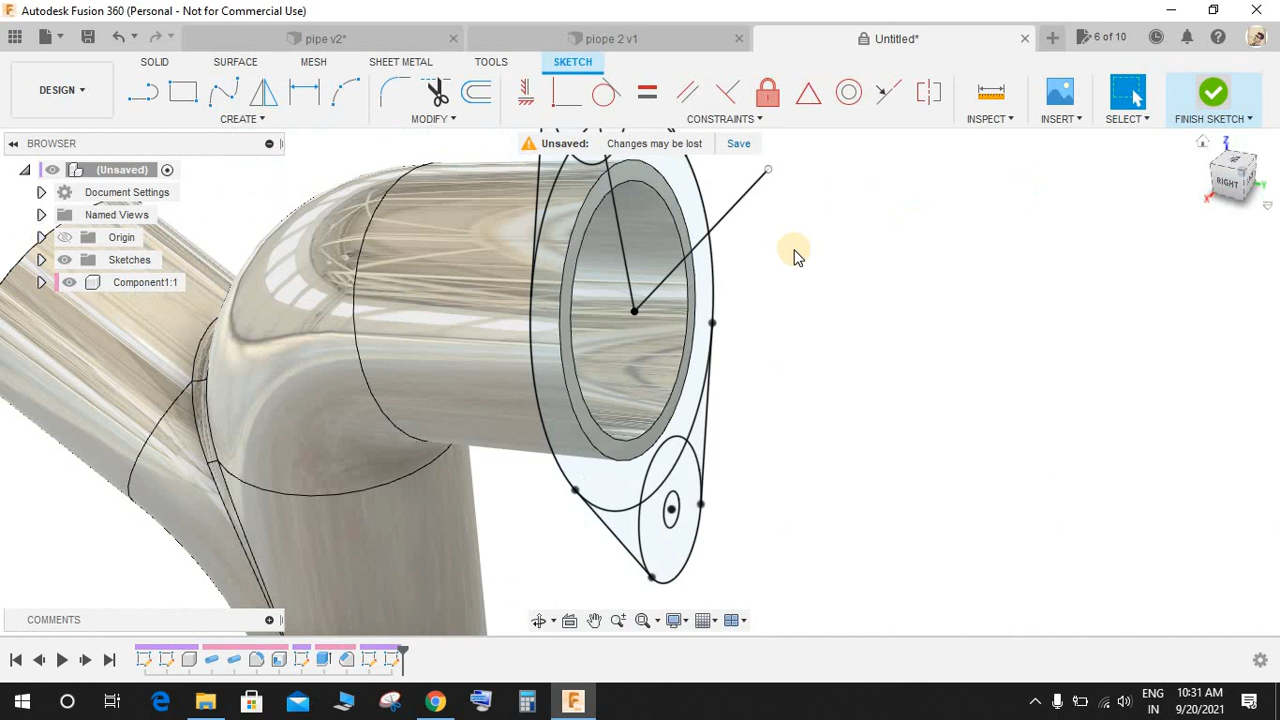 Autodesk Fusion 360 (Personal - Not for Commercial Use)
pipe v2*
piope 2 v1
Untitled*
6 of 10
SOLID
SURFACE
MESH
SHEET METAL
TOOLS
SKETCH
DESIGN
CREATE
MODIFY
CONSTRAINTS
INSPECT
INSERT
SELECT
FINISH SKETCH
BROWSER
Unsaved: Changes may be lost Save
(Unsaved)
Document Settings
Named Views
Origin
Sketches
Component1:1
Z
RIGHT
Y
X
COMMENTS
ENG
IN
10:31 AM
9/20/2021